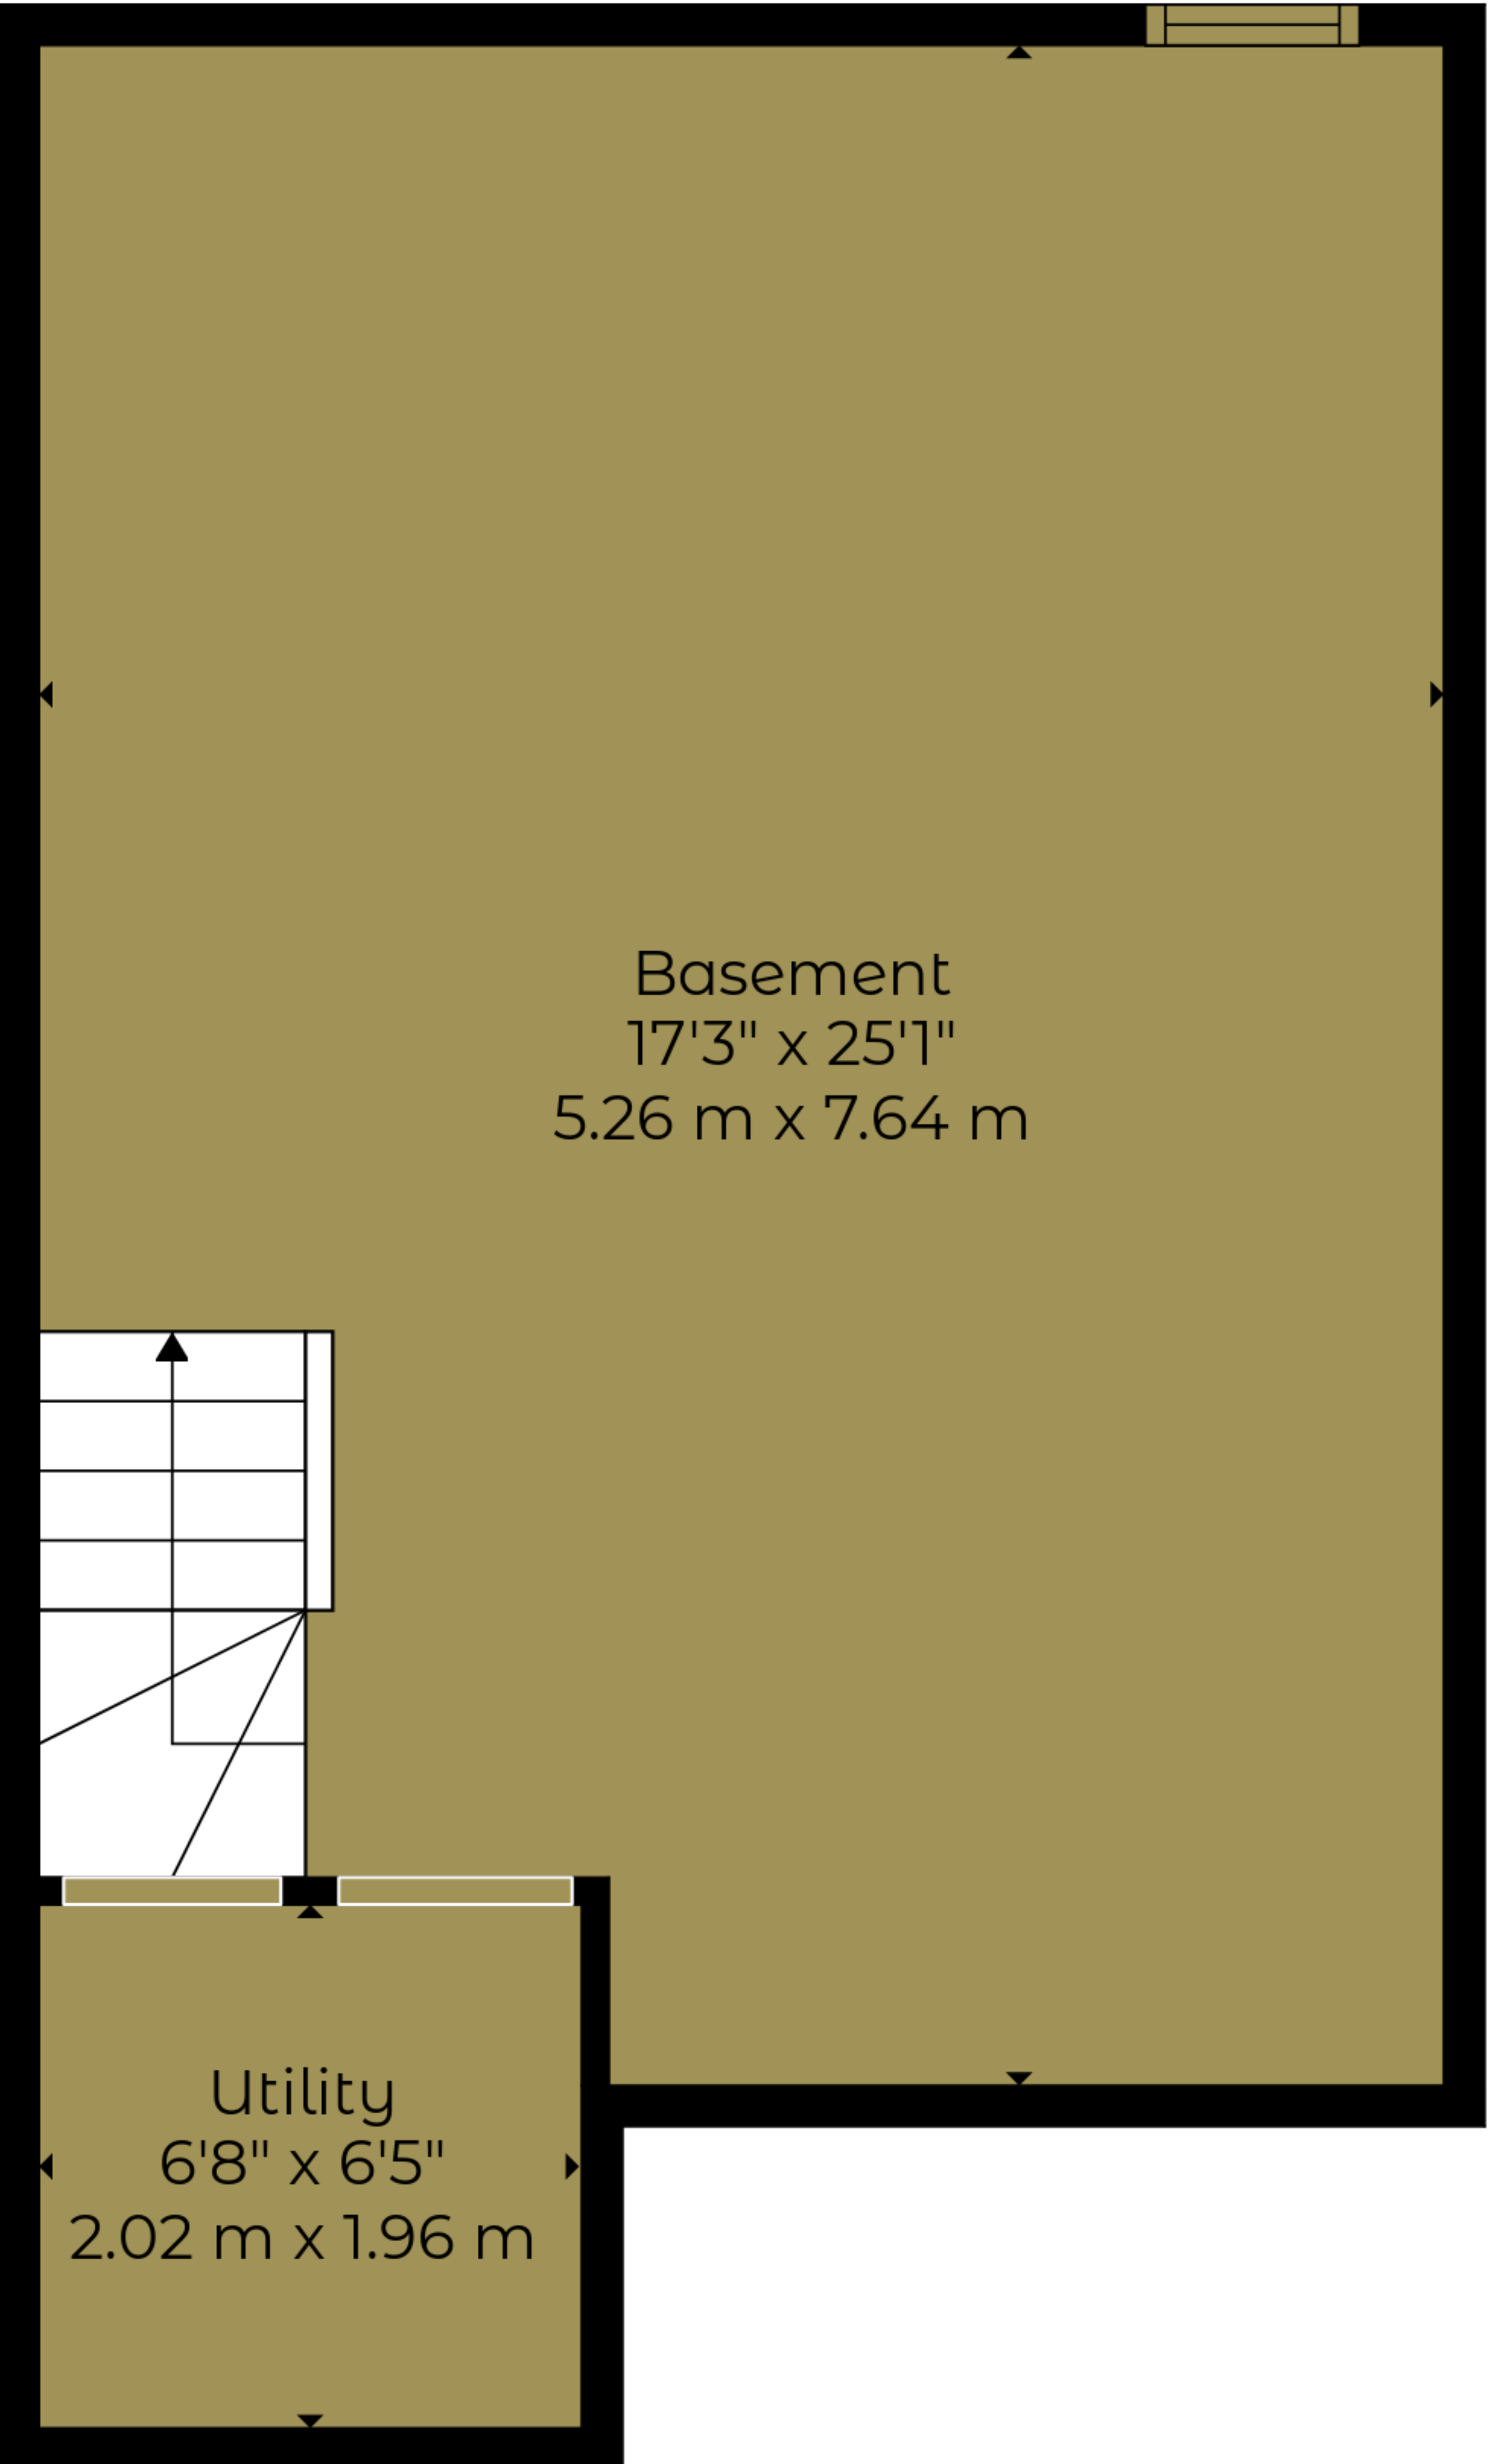 Basement
17'3" x 25'1"
5.26 m x 7.64 m
Utility
6'8" x 6'5"
2.02 m x 1.96 m